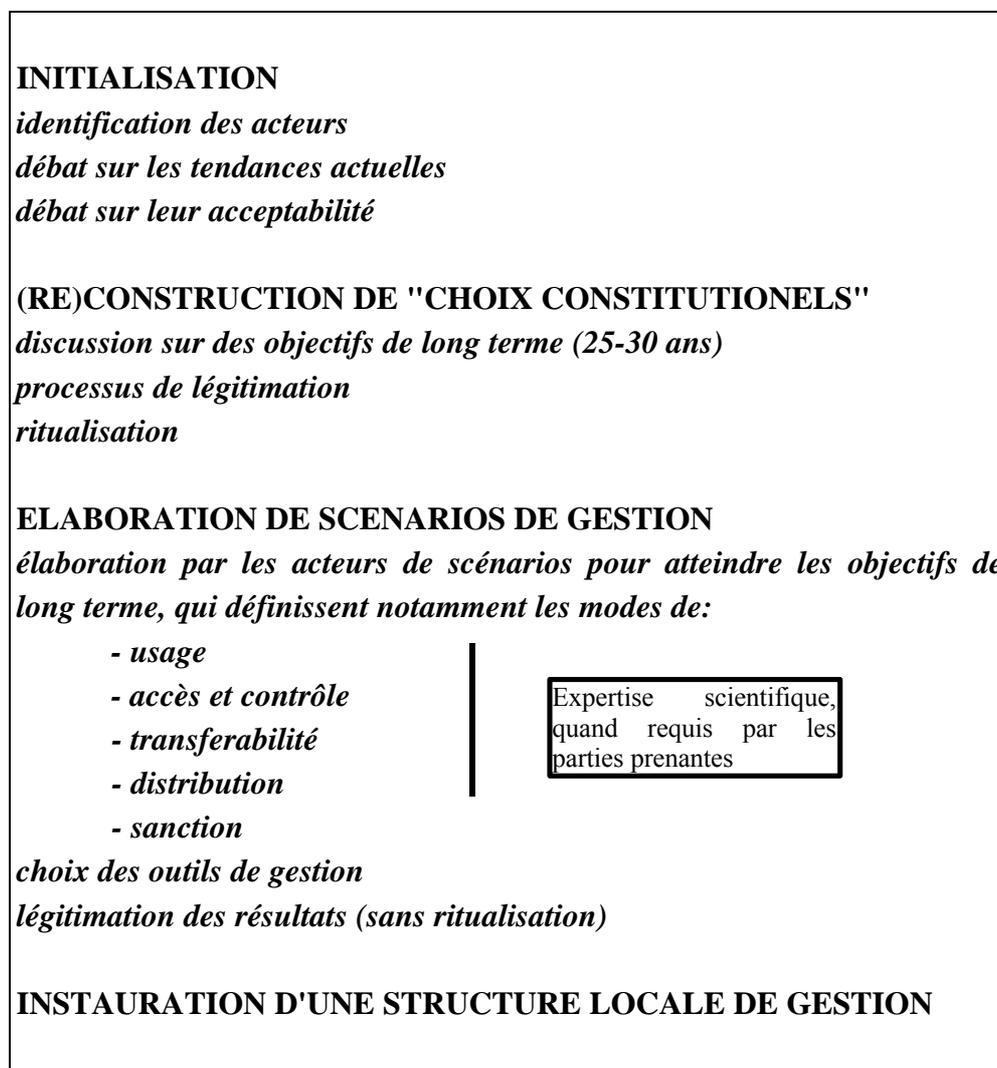 INITIALISATION
identification des acteurs
débat sur les tendances actuelles
débat sur leur acceptabilité
(RE)CONSTRUCTION DE "CHOIX CONSTITUTIONELS"
discussion sur des objectifs de long terme (25-30 ans)
processus de légitimation
ritualisation
ELABORATION DE SCENARIOS DE GESTION
élaboration par les acteurs de scénarios pour atteindre les objectifs de
long terme, qui définissent notamment les modes de:
- usage
- accès et contrôle
- transferabilité
- distribution
- sanction
Expertise scientifique,
quand requis par les
parties prenantes
choix des outils de gestion
légitimation des résultats (sans ritualisation)
INSTAURATION D'UNE STRUCTURE LOCALE DE GESTION